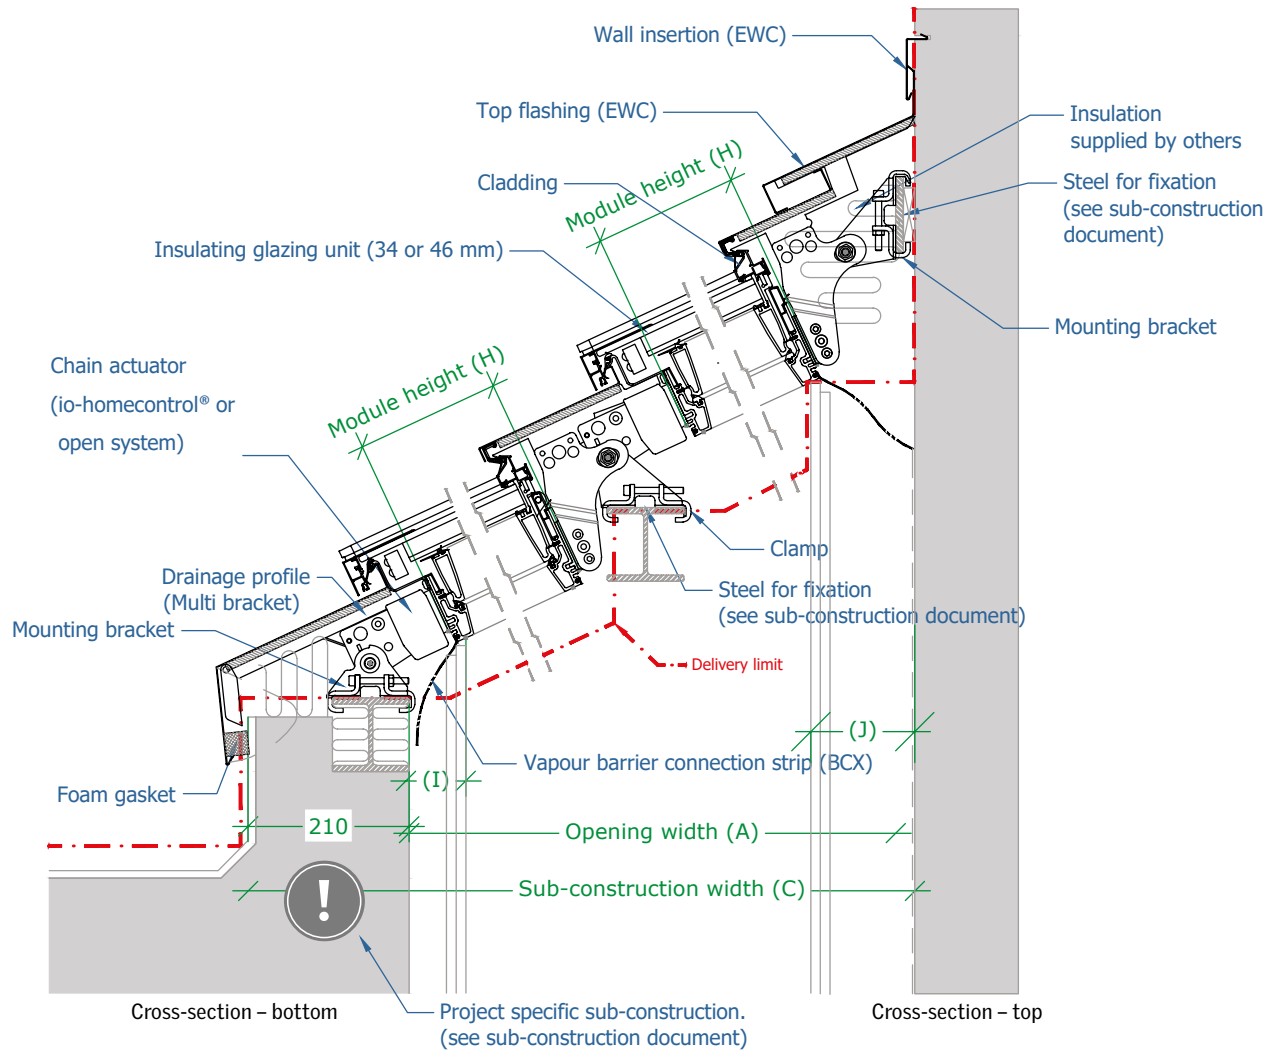 Wall insertion (EWC)
Top flashing (EWC)
Insulation
supplied by others
Module height (H)
Cladding
Steel for fixation
(see sub-construction
document)
Insulating glazing unit (34 or 46 mm)
Mounting bracket
Chain actuator
(io-homecontrol® or
open system)
Module height (H)
Clamp
Drainage profile
(Multi bracket)
Steel for fixation
(see sub-construction document)
Mounting bracket
Delivery limit
(J)
Vapour barrier connection strip (BCX)
(I)
Foam gasket
210
Opening width (A)
Sub-construction width (C)
!
Cross-section – bottom
Project specific sub-construction.
(see sub-construction document)
Cross-section – top